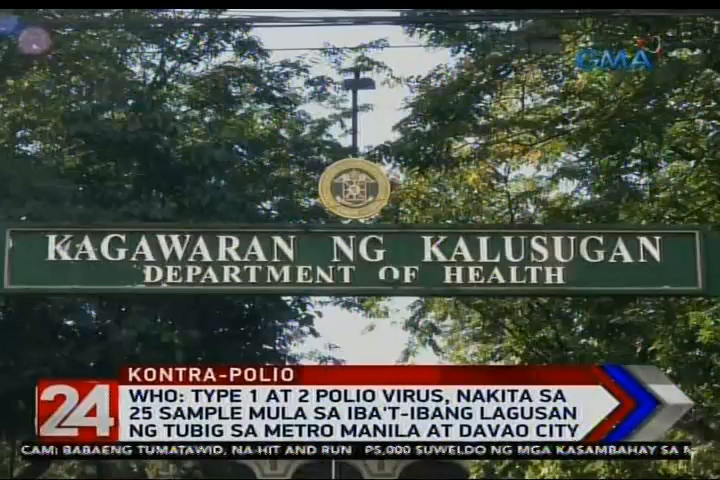 GMA
KAGAWARAN NG KALUSUGAN
DEPARTMENT OF HEALTH
KONTRA-POLIO
24
WHO: TYPE 1 AT 2 POLIO VIRUS, NAKITA SA
25 SAMPLE MULA SA IBA'T-IBANG LAGUSAN
NG TUBIG SA METRO MANILA AT DAVAO CITY
CAM: BABAENG TUMATAWID, NA-HIT AND RUN P5,000 SUWELDO NG MGA KASAMBAHAY SA